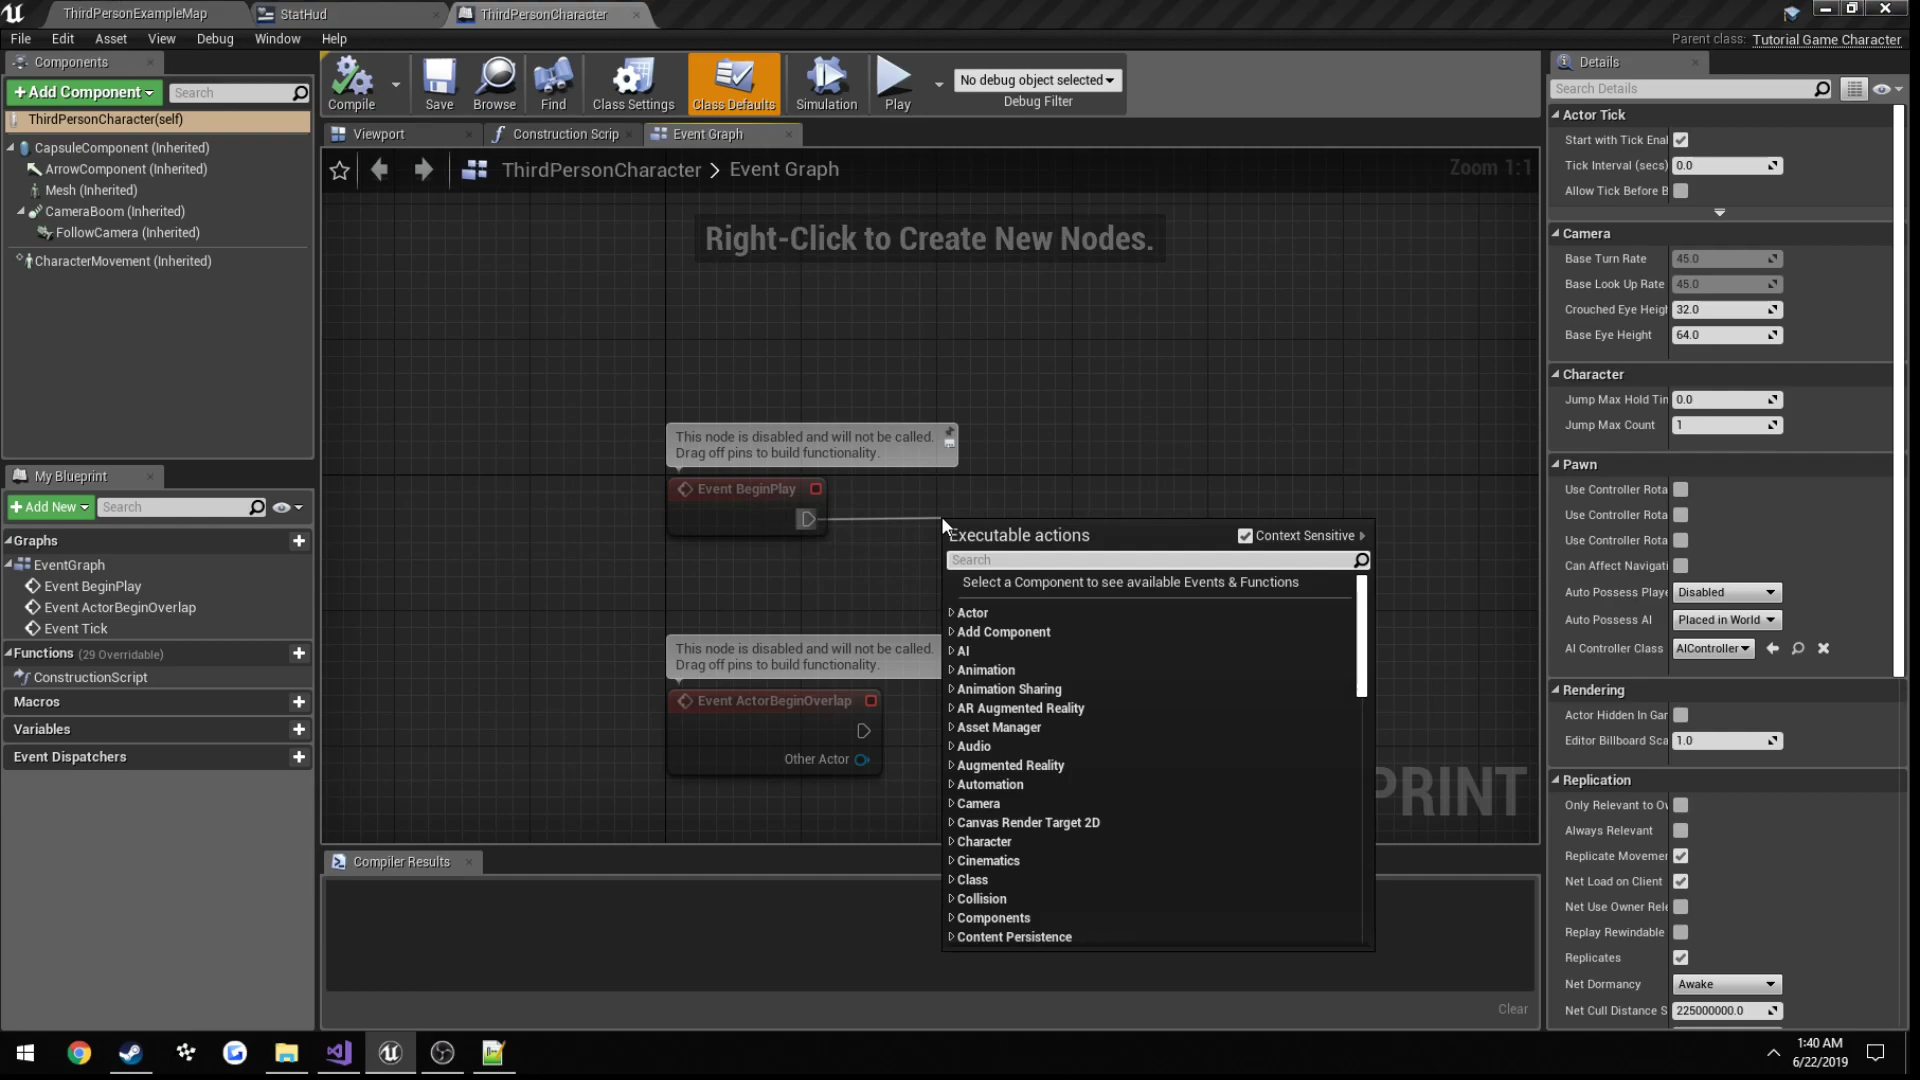 ThirdPersonExampleMap
StatHud
ThirdPersonCharacter
File Edit Asset View Debug Window Help
Parent class: Tutorial Game Character
Components
+Add Component
Search
ThirdPersonCharacter(self)
CapsuleComponent (Inherited)
ArrowComponent (Inherited)
Mesh (Inherited)
CameraBoom (Inherited)
FollowCamera (Inherited)
CharacterMovement (Inherited)
My Blueprint
+Add New
Search
Graphs
EventGraph
Event BeginPlay
Event ActorBeginOverlap
Event Tick
Functions (29 Overridable)
ConstructionScript
Macros
Variables
Event Dispatchers
Compile
Save
Browse
Find
Class Settings
Class Defaults
Simulation
Play
No debug object selected
Debug Filter
Viewport
Construction Scrip
Event Graph
ThirdPersonCharacter > Event Graph
Zoom 1:1
Right-Click to Create New Nodes.
This node is disabled and will not be called.
Drag off pins to build functionality.
Event BeginPlay
This node is disabled and will not be called.
Drag off pins to build functionality.
Event ActorBeginOverlap
Other Actor
Executable actions
Context Sensitive
Search
Select a Component to see available Events & Functions
Actor
Add Component
AI
Animation
Animation Sharing
AR Augmented Reality
Asset Manager
Audio
Augmented Reality
Automation
Camera
Canvas Render Target 2D
Character
Cinematics
Class
Collision
Components
Content Persistence
PRINT
Compiler Results
Clear
Details
Search Details
Actor Tick
Start with Tick Enal
Tick Interval (secs) 0.0
Allow Tick Before B
Camera
Base Turn Rate 45.0
Base Look Up Rate 45.0
Crouched Eye Heigh 32.0
Base Eye Height 64.0
Character
Jump Max Hold Tin 0.0
Jump Max Count 1
Pawn
Use Controller Rota
Use Controller Rota
Use Controller Rota
Can Affect Navigati
Auto Possess Playe Disabled
Auto Possess AI Placed in World
AI Controller Class AIController
Rendering
Actor Hidden In Gar
Editor Billboard Sca 1.0
Replication
Only Relevant to Ov
Always Relevant
Replicate Movemer
Net Load on Client
Net Use Owner Rele
Replay Rewindable
Replicates
Net Dormancy Awake
Net Cull Distance S 225000000.0
1:40 AM
6/22/2019